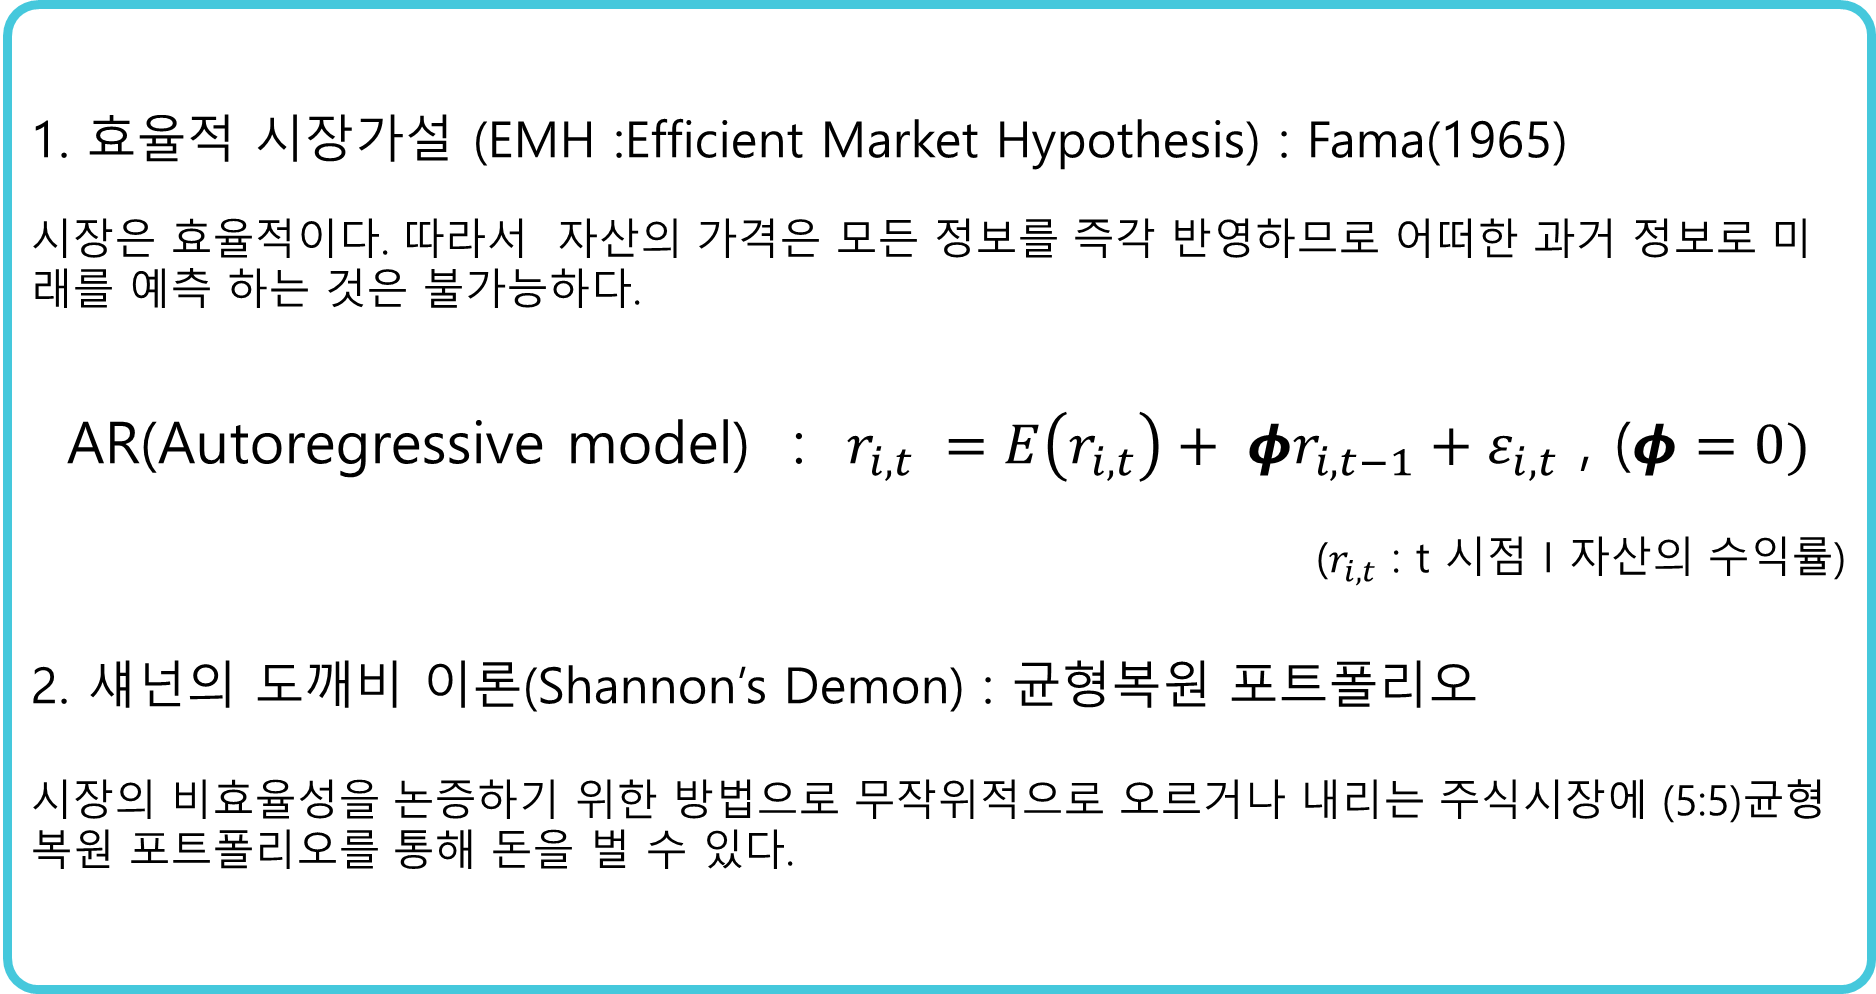 1. 효율적 시장가설 (EMH :Efficient Market Hypothesis) : Fama(1965)
시장은 효율적이다. 따라서 자산의 가격은 모든 정보를 즉각 반영하므로 어떠한 과거 정보로 미
래를 예측 하는 것은 불가능하다.
AR(Autoregressive model) : r_{i,t} = E(r_{i,t}) + ϕr_{i,t−1} + ε_{i,t} , (ϕ = 0)
(r_{i,t} : t 시점 I 자산의 수익률)
2. 섀넌의 도깨비 이론(Shannon‘s Demon) : 균형복원 포트폴리오
시장의 비효율성을 논증하기 위한 방법으로 무작위적으로 오르거나 내리는 주식시장에 (5:5)균형
복원 포트폴리오를 통해 돈을 벌 수 있다.